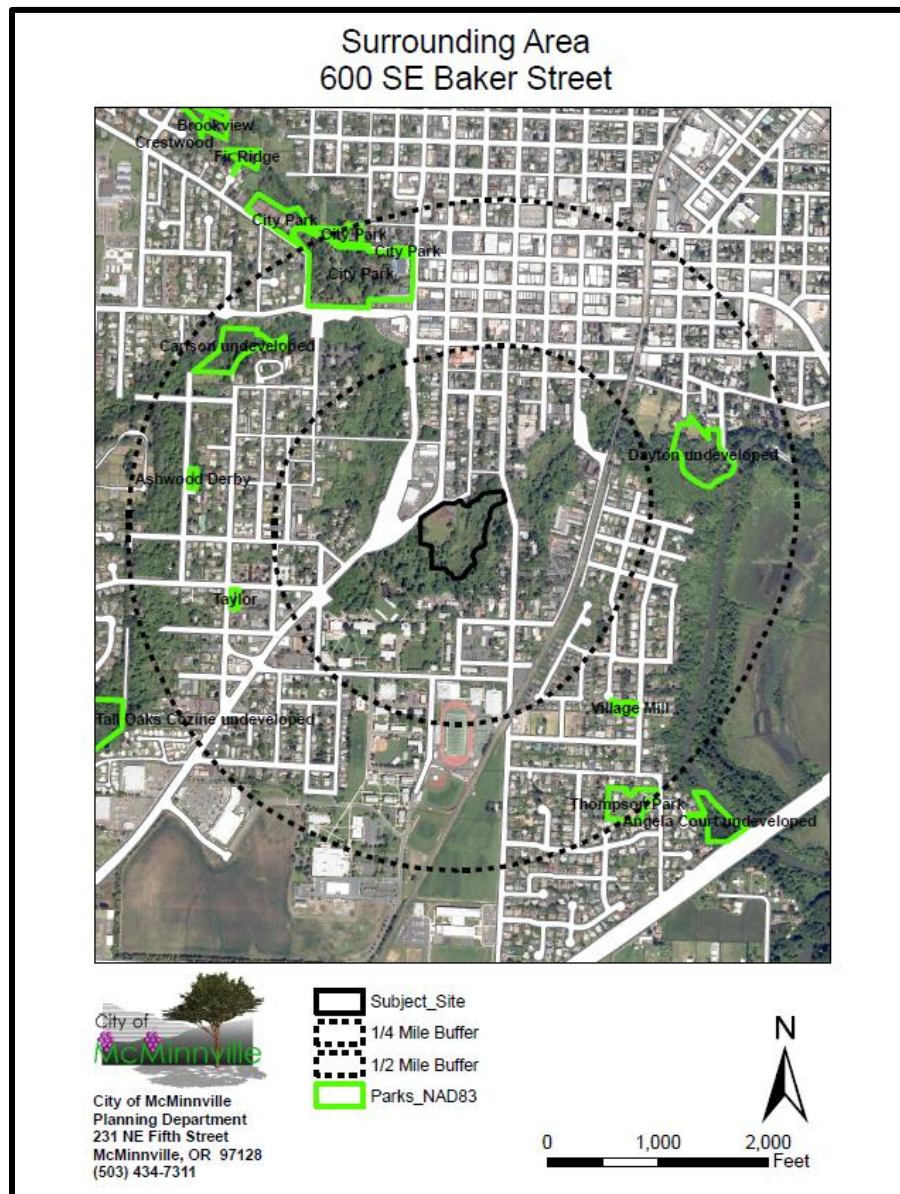 Surrounding Area
600 SE Baker Street
Brookview
Crestwood
Fir Ridge
City Park
City Park
City Park
City Park
Carlson undeveloped
Dayton undeveloped
Ashwood Derby
Taylor
Village Mill
Tall Oaks Cozine undeveloped
Thompson Park
Angela Court undeveloped
City of
McMinnville
City of McMinnville
Planning Department
231 NE Fifth Street
McMinnville, OR 97128
(503) 434-7311
Subject_Site
1/4 Mile Buffer
1/2 Mile Buffer
Parks_NAD83
N
0 1,000 2,000
Feet